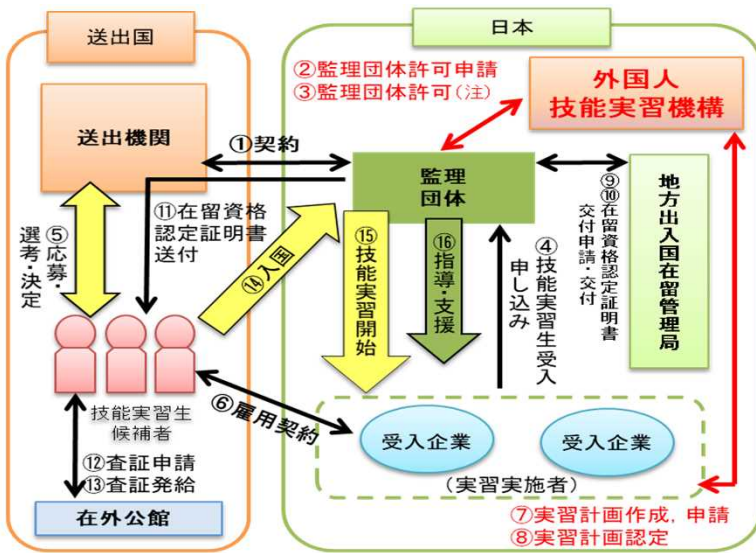 送出国
日本
②監理団体許可申請
③監理団体許可(注)
外国人
技能実習機構
送出機関
①契約
監理
団体
⑪在留資格
認定証明書
送付
⑤応募・
選考・決定
⑭入国
⑮技能実習開始
⑯指導・支援
④技能実習生受入
申し込み
⑨⑩在留資格認定証明書
交付申請・交付
地方出入国在留管理局
技能実習生
候補者
⑥雇用契約
受入企業
受入企業
(実習実施者)
⑫査証申請
⑬査証発給
在外公館
⑦実習計画作成, 申請
⑧実習計画認定